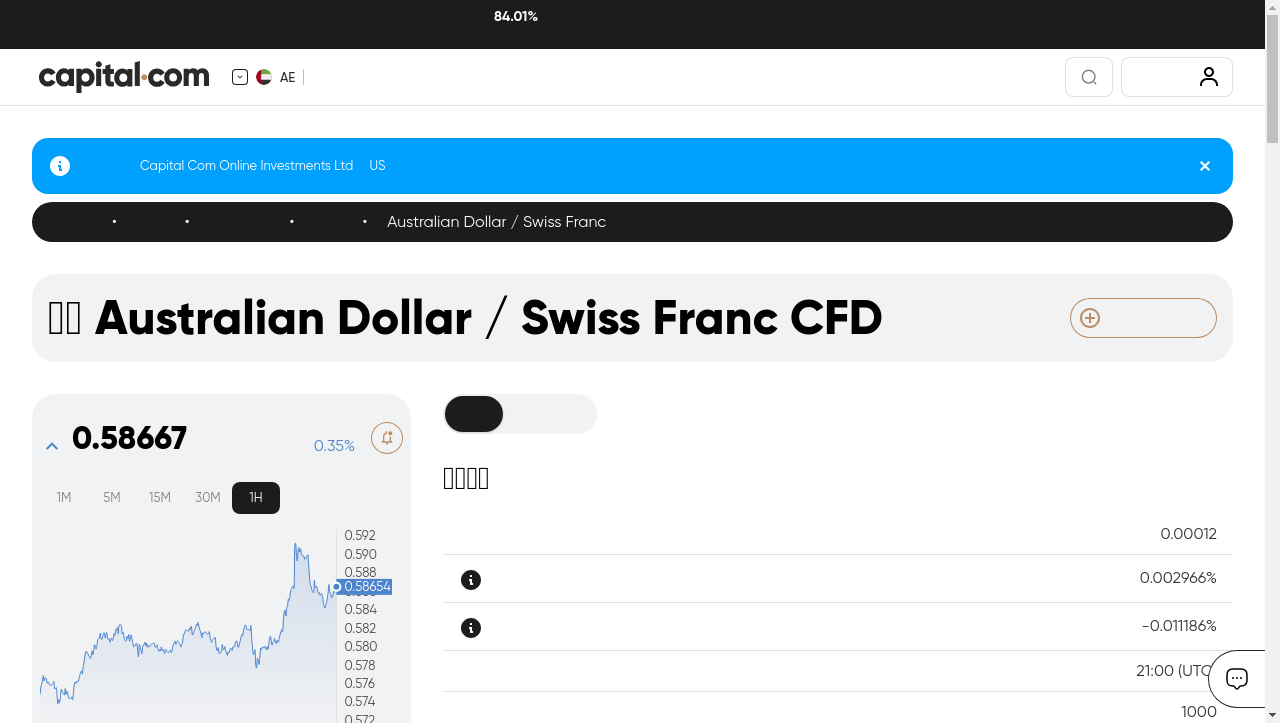 84.01%
capital.com
AE
Capital Com Online Investments Ltd US
Australian Dollar / Swiss Franc
Australian Dollar / Swiss Franc CFD
0.58667
0.35%
1M 5M 15M 30M 1H
0.592
0.590
0.588
0.58654
0.584
0.582
0.580
0.578
0.576
0.574
0.572
0.00012
0.002966%
-0.011186%
21:00 (UTC
1000